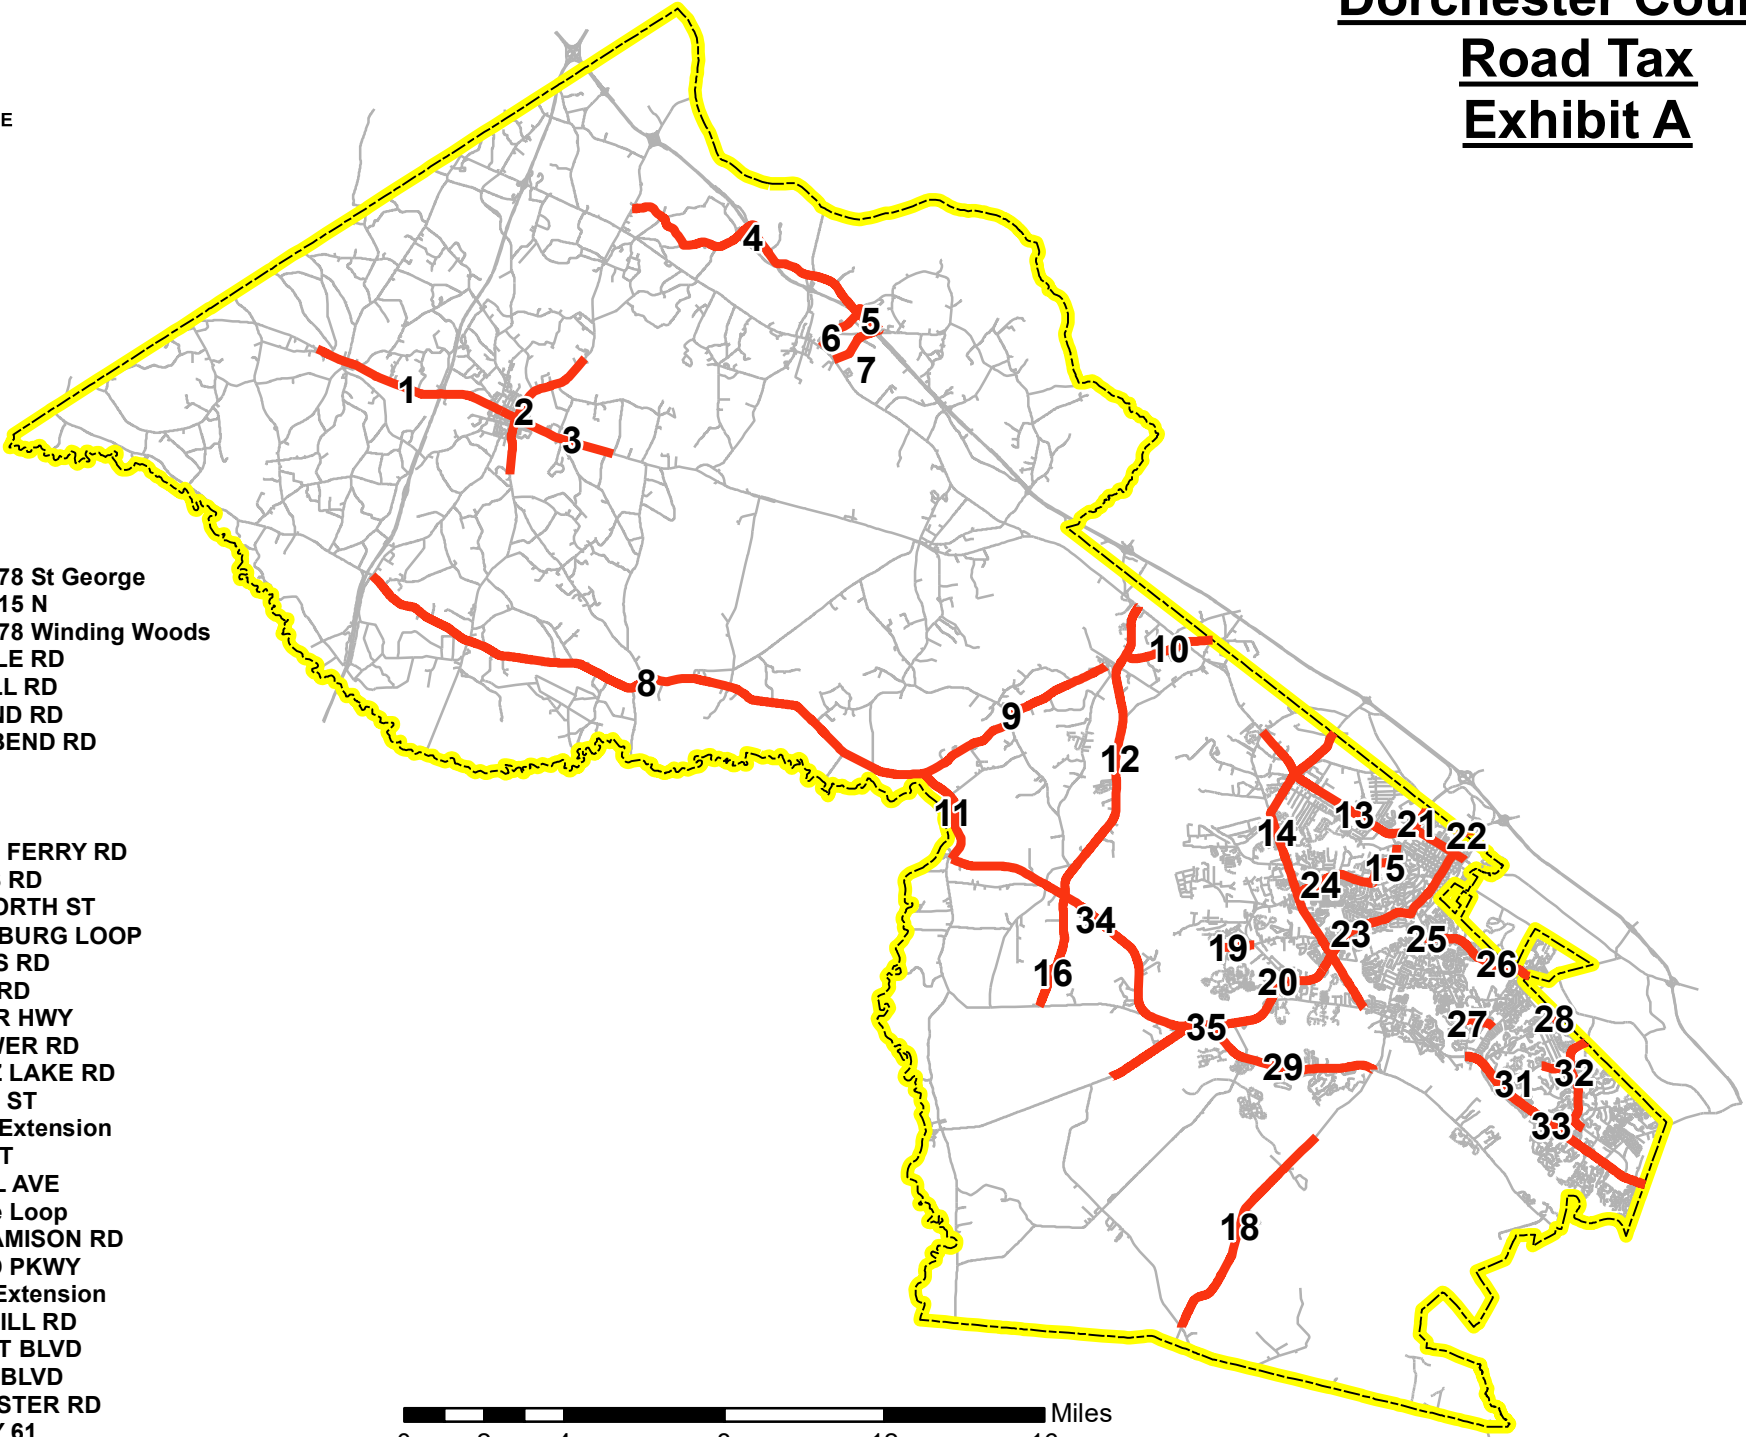 Dorchester Cou
Road Tax
Exhibit A
E
78 St George
15 N
78 Winding Woods
LE RD
LL RD
ND RD
BEND RD
FERRY RD
RD
ORTH ST
BURG LOOP
S RD
RD
R HWY
WER RD
Z LAKE RD
ST
Extension
T
L AVE
e Loop
AMISON RD
D PKWY
Extension
ILL RD
T BLVD
BLVD
STER RD
Y 61
1
2
3
4
5
6
7
8
9
10
11
12
13
14
15
16
18
19
20
21
22
23
24
25
26
27
28
29
31
32
33
34
35
Miles